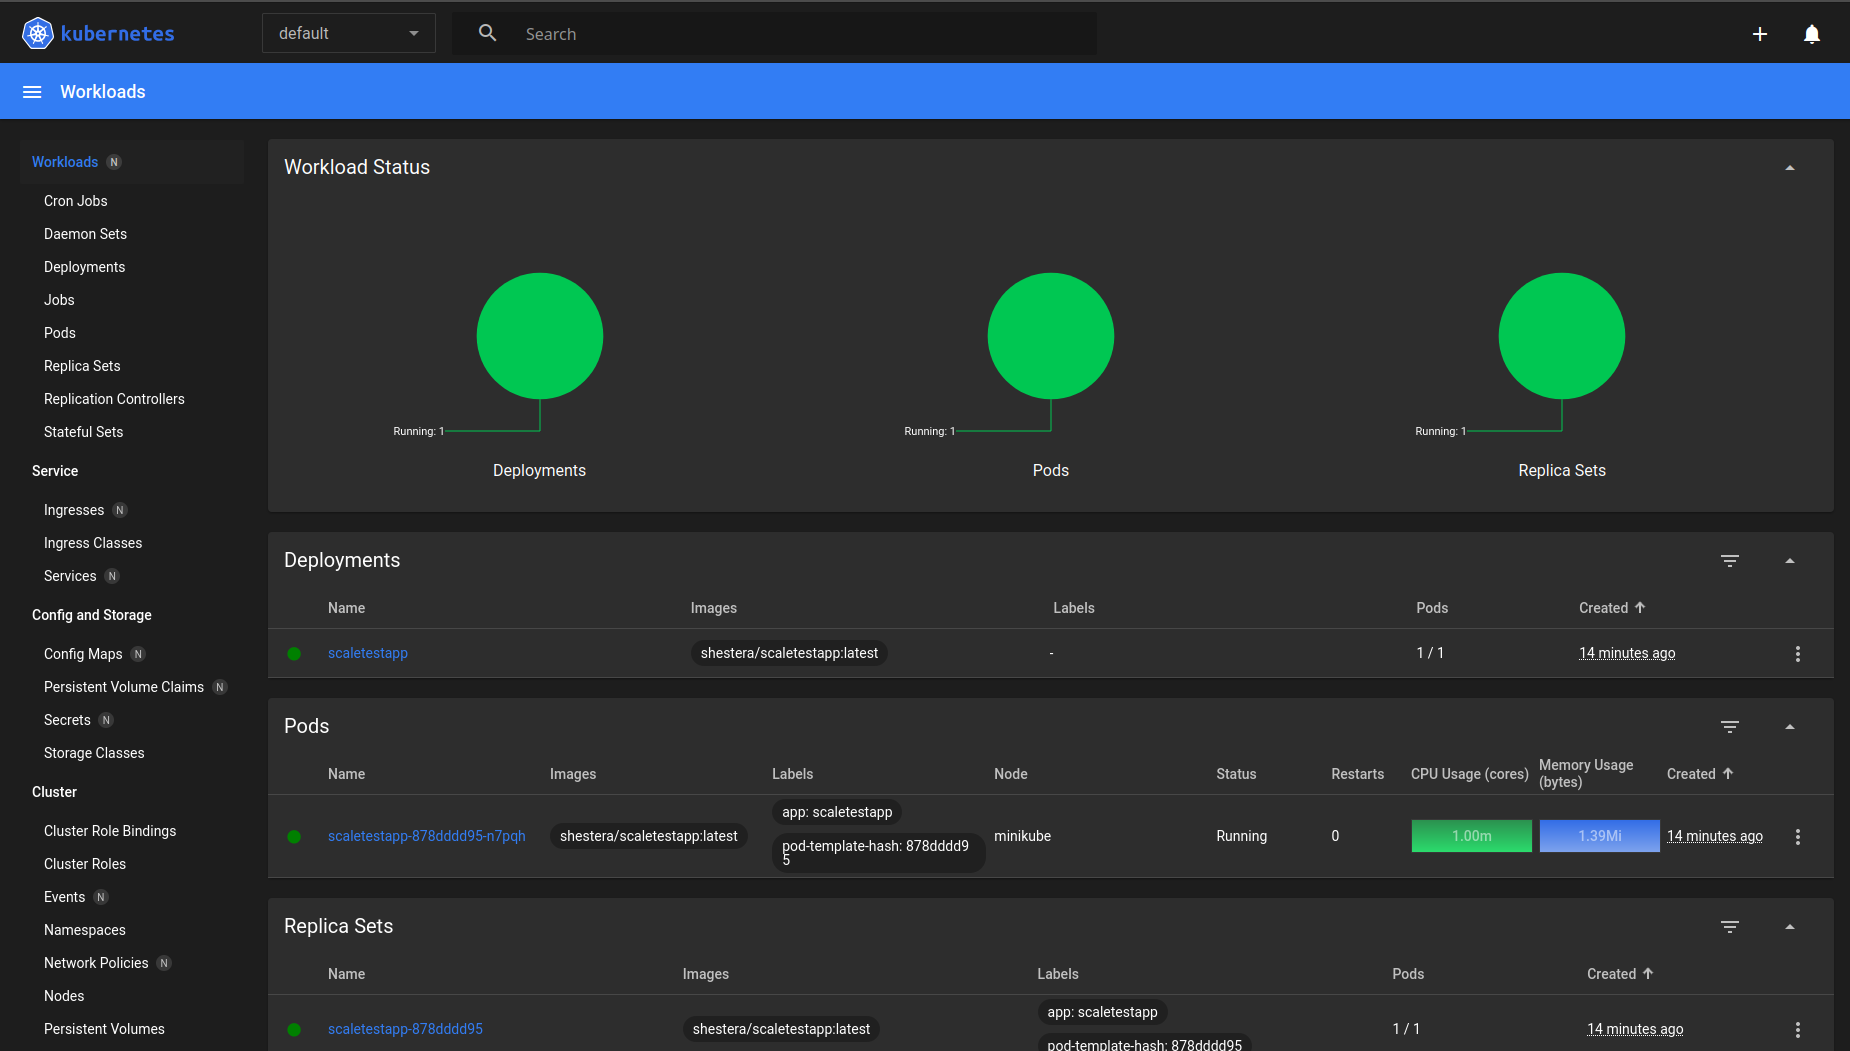 kubernetes
default
Search
Workloads
Workloads N
Cron Jobs
Daemon Sets
Deployments
Jobs
Pods
Replica Sets
Replication Controllers
Stateful Sets
Service
Ingresses N
Ingress Classes
Services N
Config and Storage
Config Maps N
Persistent Volume Claims N
Secrets N
Storage Classes
Cluster
Cluster Role Bindings
Cluster Roles
Events N
Namespaces
Network Policies N
Nodes
Persistent Volumes
Workload Status
Running: 1
Deployments
Running: 1
Pods
Running: 1
Replica Sets
Deployments
Name Images Labels Pods Created
scaletestapp shestera/scaletestapp:latest - 1 / 1 14 minutes ago
Pods
Name Images Labels Node Status Restarts CPU Usage (cores) Memory Usage
(bytes) Created
app: scaletestapp
scaletestapp-878dddd95-n7pqh shestera/scaletestapp:latest minikube Running 0 1.00m 1.39Mi 14 minutes ago
pod-template-hash: 878dddd9
5
Replica Sets
Name Images Labels Pods Created
app: scaletestapp
scaletestapp-878dddd95 shestera/scaletestapp:latest 1 / 1 14 minutes ago
pod-template-hash: 878dddd95